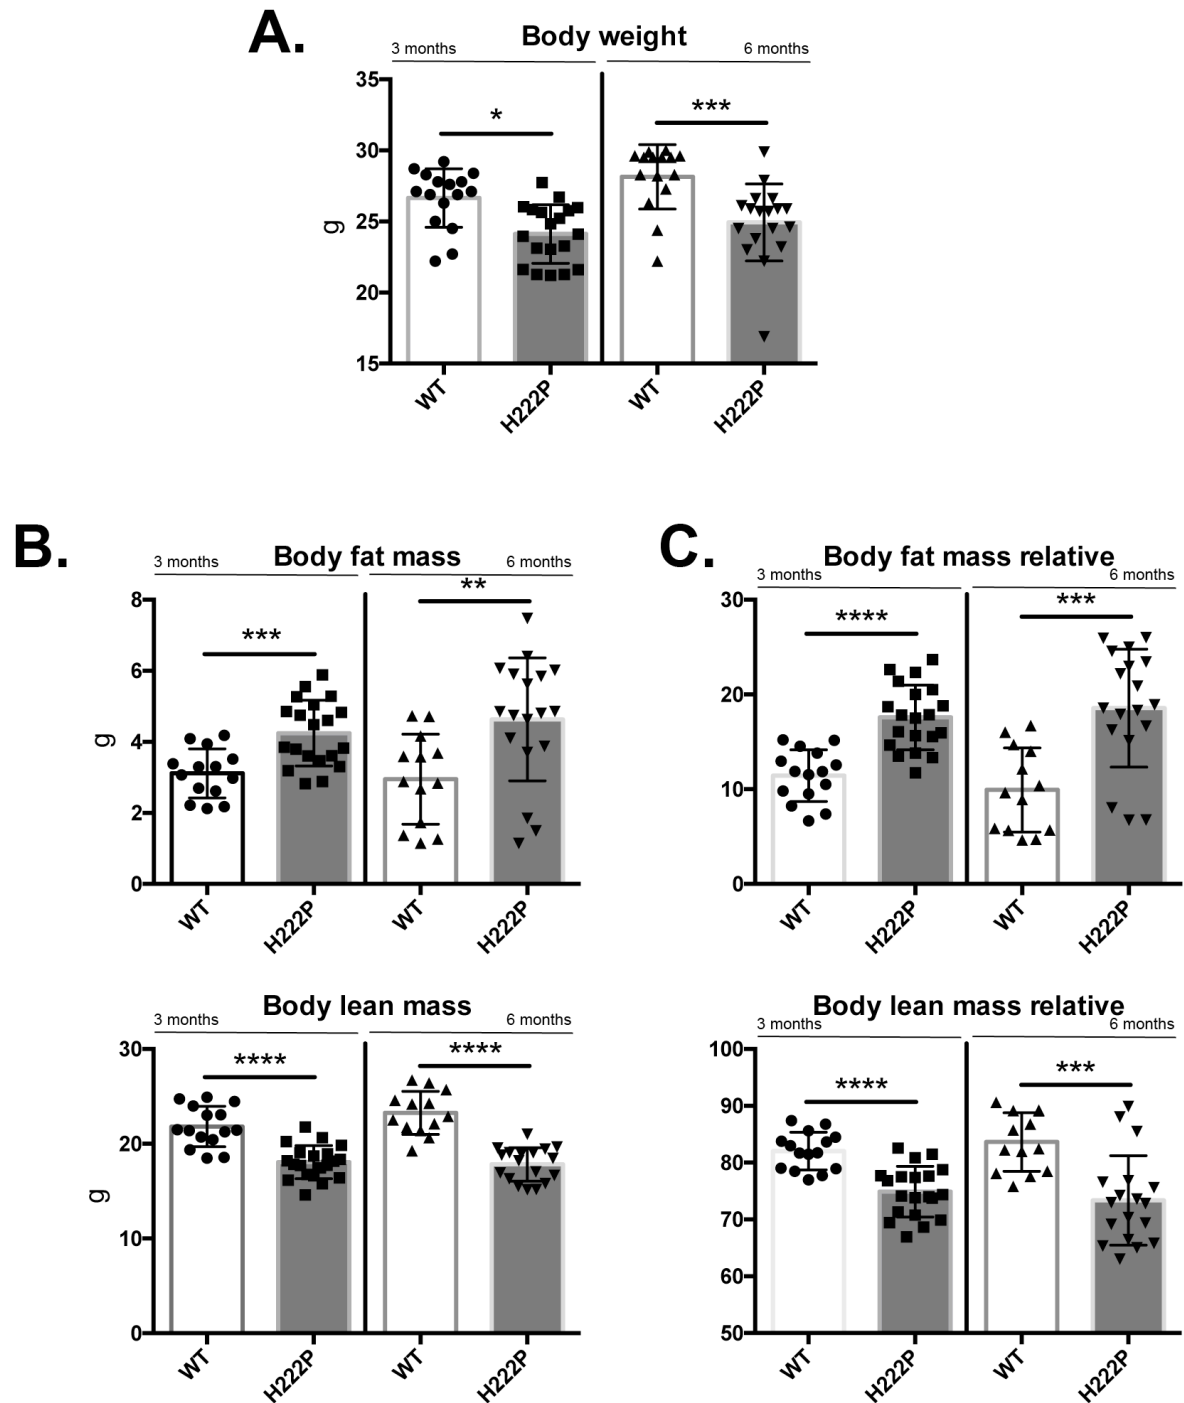 A.
Body weight
3 months
6 months
35
30
25
20
15
g
*
***
WT
H222P
WT
H222P
B.
Body fat mass
3 months
6 months
8
6
4
2
0
g
***
**
WT
H222P
WT
H222P
C.
Body fat mass relative
3 months
6 months
30
20
10
0
****
***
WT
H222P
WT
H222P
Body lean mass
3 months
6 months
30
20
10
0
g
****
****
WT
H222P
WT
H222P
Body lean mass relative
3 months
6 months
100
90
80
70
60
50
****
***
WT
H222P
WT
H222P